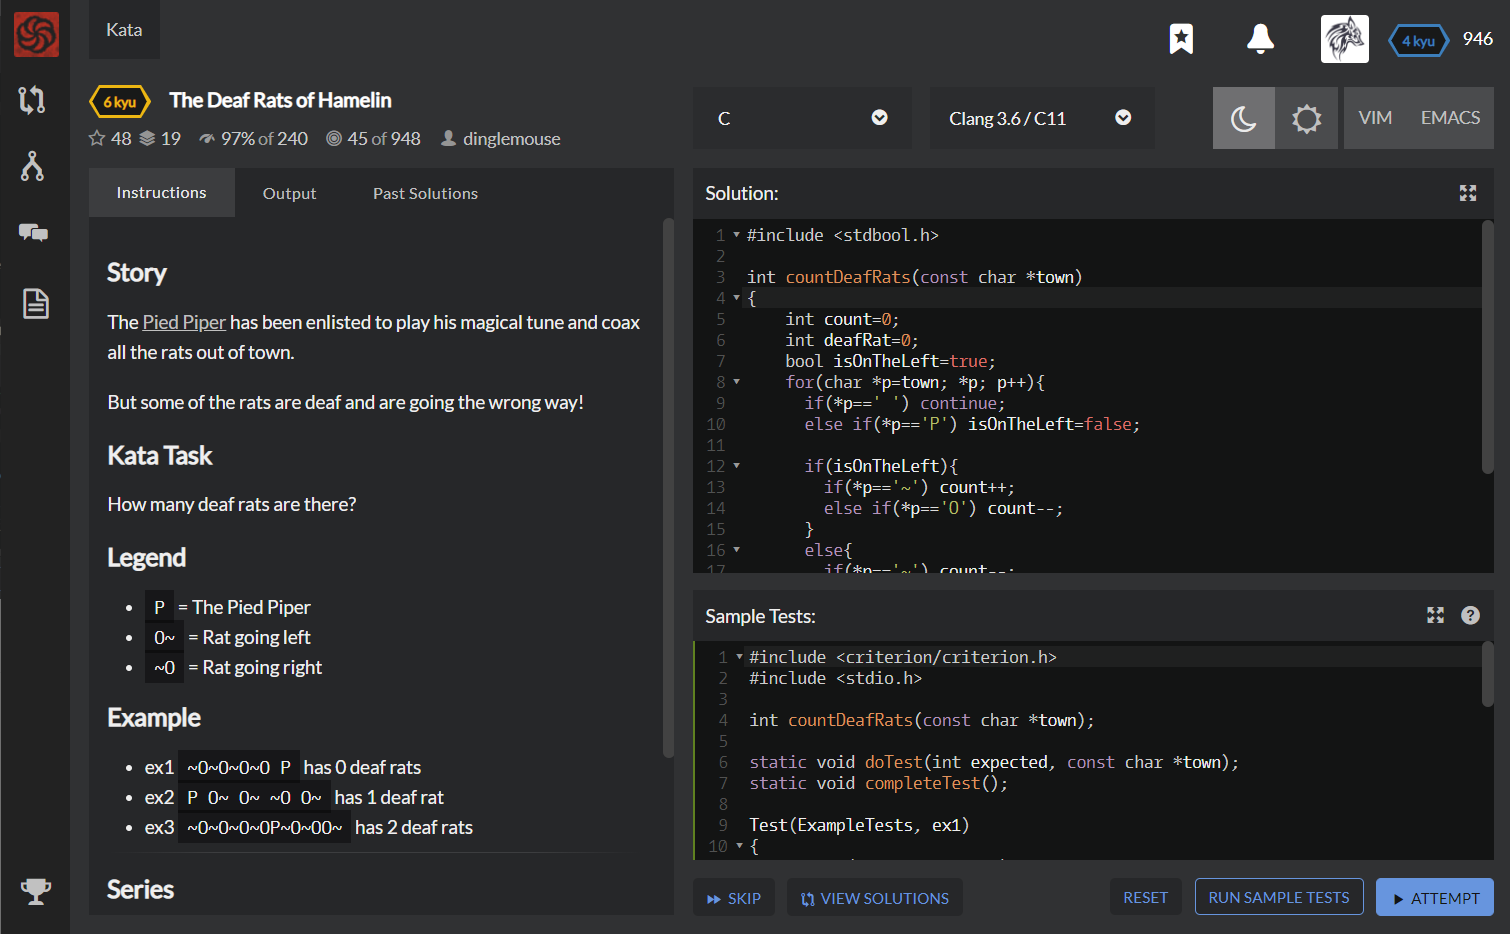 Kata
4 kyu 946
6 kyu The Deaf Rats of Hamelin
48 19 97% of 240 45 of 948 dinglemouse
C
Clang 3.6 / C11
VIM EMACS
Instructions Output Past Solutions
Story
The Pied Piper has been enlisted to play his magical tune and coax
all the rats out of town.
But some of the rats are deaf and are going the wrong way!
Kata Task
How many deaf rats are there?
Legend
• P = The Pied Piper
• O~ = Rat going left
• ~O = Rat going right
Example
• ex1 ~O~O~O~O P has 0 deaf rats
• ex2 P O~ O~ ~O O~ has 1 deaf rat
• ex3 ~O~O~O~OP~O~OO~ has 2 deaf rats
Series
Solution:
1 #include <stdbool.h>
2
3 int countDeafRats(const char *town)
4 {
5 int count=0;
6 int deafRat=0;
7 bool isOnTheLeft=true;
8 for(char *p=town; *p; p++){
9 if(*p==' ') continue;
10 else if(*p=='P') isOnTheLeft=false;
11
12 if(isOnTheLeft){
13 if(*p=='~') count++;
14 else if(*p=='O') count--;
15 }
16 else{
17 if(*p=='~') count--;
Sample Tests:
1 #include <criterion/criterion.h>
2 #include <stdio.h>
3
4 int countDeafRats(const char *town);
5
6 static void doTest(int expected, const char *town);
7 static void completeTest();
8
9 Test(ExampleTests, ex1)
10 {
SKIP VIEW SOLUTIONS RESET RUN SAMPLE TESTS ATTEMPT